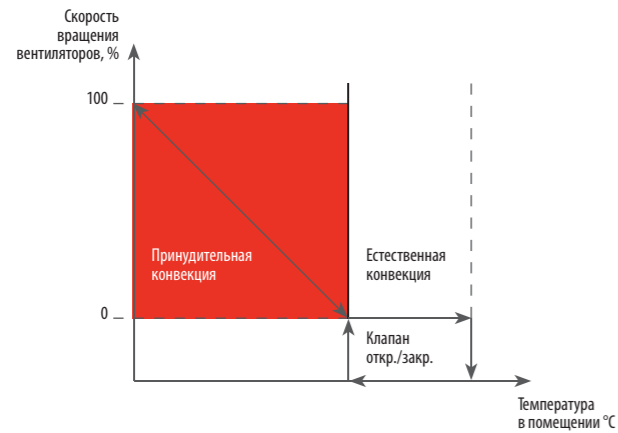 Скорость
вращения
вентиляторов, %
100
Принудительная
конвекция
Естественная
конвекция
0
Клапан
откр./закр.
Температура
в помещении °C